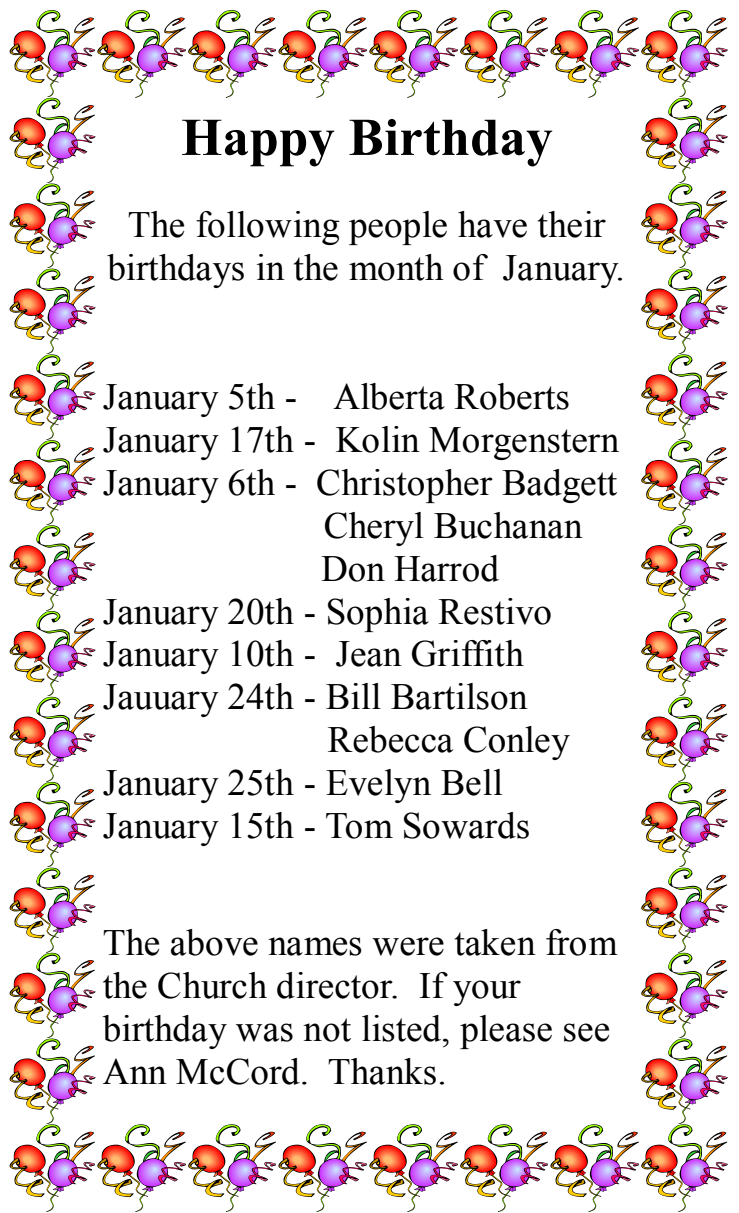 Happy Birthday
The following people have their
birthdays in the month of January.
January 5th - Alberta Roberts
January 17th - Kolin Morgenstern
January 6th - Christopher Badgett
Cheryl Buchanan
Don Harrod
January 20th - Sophia Restivo
January 10th - Jean Griffith
Jauuary 24th - Bill Bartilson
Rebecca Conley
January 25th - Evelyn Bell
January 15th - Tom Sowards
The above names were taken from
the Church director. If your
birthday was not listed, please see
Ann McCord. Thanks.